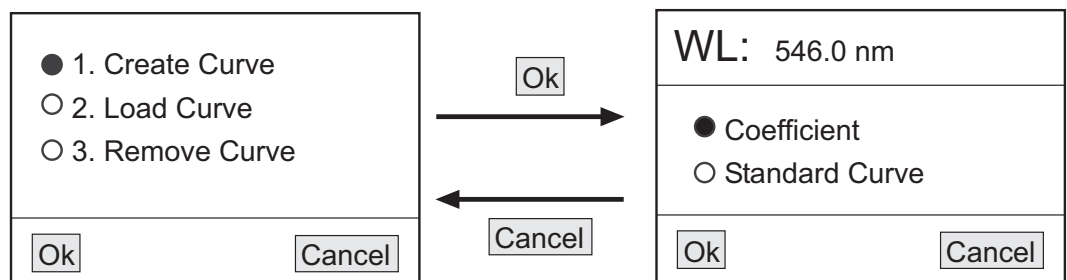 1. Create Curve
2. Load Curve
3. Remove Curve
Ok
Cancel
Ok
Cancel
WL: 546.0 nm
Coefficient
Standard Curve
Ok
Cancel